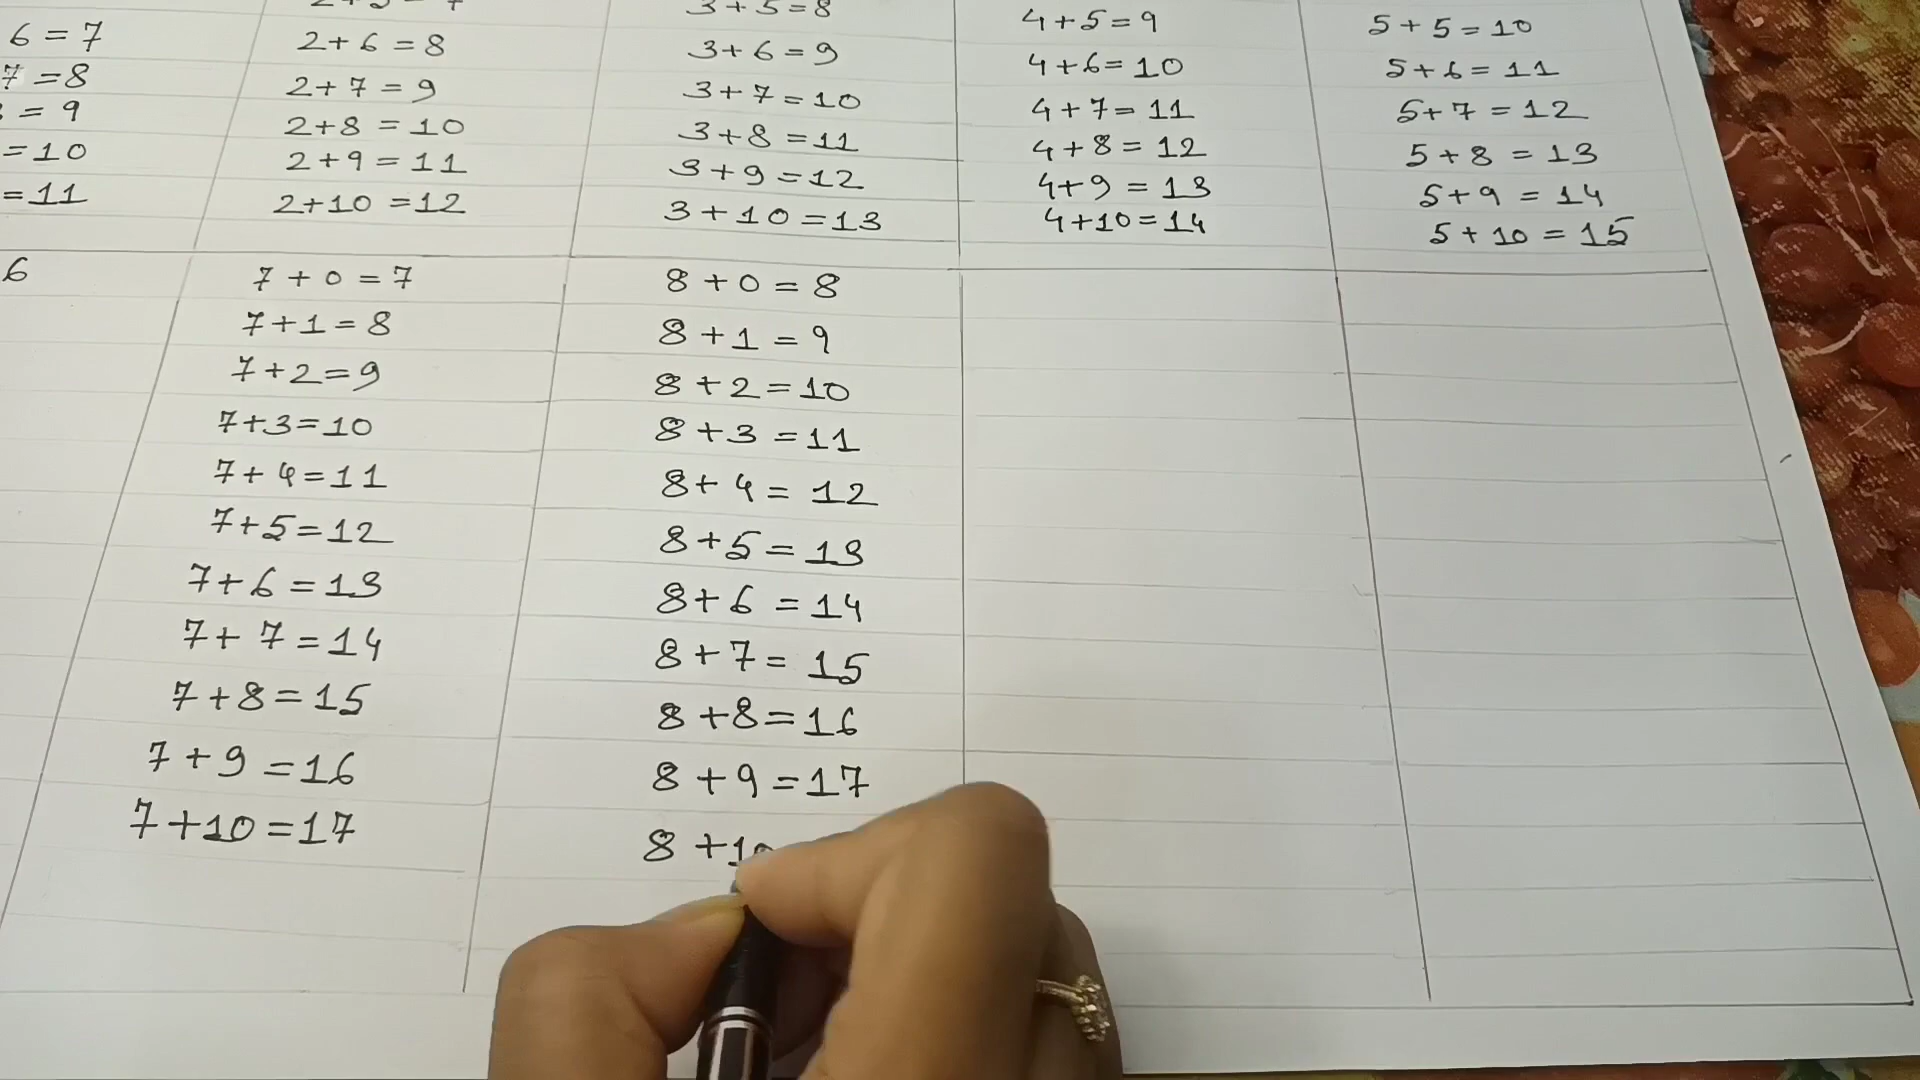 6 = 7
7 = 8
= 9
= 10
= 11
2 + 6 = 8
2 + 7 = 9
2 + 8 = 10
2 + 9 = 11
2 + 10 = 12
3 + 5 = 8
3 + 6 = 9
3 + 7 = 10
3 + 8 = 11
3 + 9 = 12
3 + 10 = 13
4 + 5 = 9
4 + 6 = 10
4 + 7 = 11
4 + 8 = 12
4 + 9 = 13
4 + 10 = 14
5 + 5 = 10
5 + 6 = 11
5 + 7 = 12
5 + 8 = 13
5 + 9 = 14
5 + 10 = 15
6
7 + 0 = 7
7 + 1 = 8
7 + 2 = 9
7 + 3 = 10
7 + 4 = 11
7 + 5 = 12
7 + 6 = 13
7 + 7 = 14
7 + 8 = 15
7 + 9 = 16
7 + 10 = 17
8 + 0 = 8
8 + 1 = 9
8 + 2 = 10
8 + 3 = 11
8 + 4 = 12
8 + 5 = 13
8 + 6 = 14
8 + 7 = 15
8 + 8 = 16
8 + 9 = 17
8 + 10